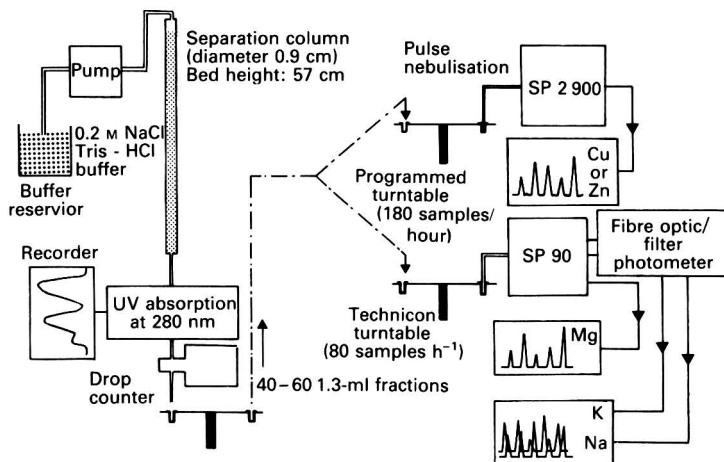 Pump
Separation column
(diameter 0.9 cm)
Bed height: 57 cm
0.2 M NaCl
Tris - HCl
buffer
Buffer
reservior
Recorder
UV absorption
at 280 nm
Drop
counter
40–60 1.3-ml fractions
Pulse
nebulisation
SP 2 900
Cu
or
Zn
Programmed
turntable
(180 samples/
hour)
SP 90
Fibre optic/
filter
photometer
Technicon
turntable
(80 samples h⁻¹)
Mg
K
Na